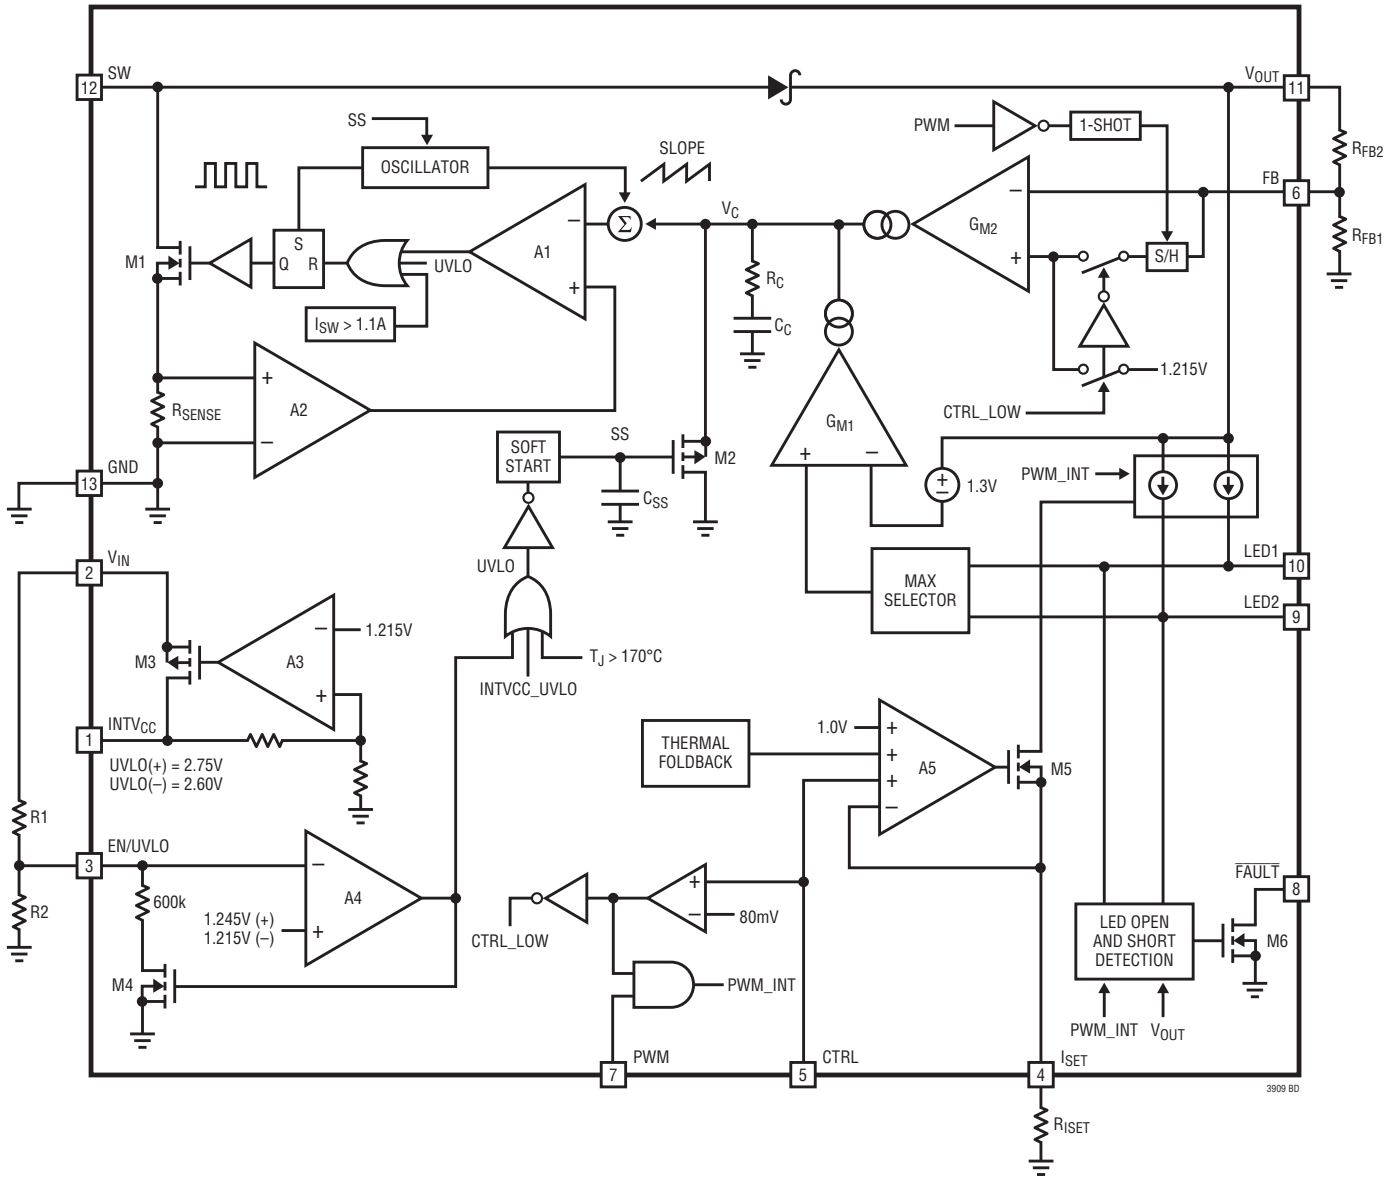 12
SW
VOUT
11
PWM
1-SHOT
RFB2
SS
SLOPE
OSCILLATOR
FB
6
VC
Σ
−
GM2
+
RFB1
S
Q
R
M1
UVLO
−
A1
+
S/H
RC
CC
ISW > 1.1A
1.215V
+
A2
−
RSENSE
CTRL_LOW
GM1
+
−
SOFT
START
SS
M2
+
−
1.3V
PWM_INT
GND
13
CSS
VIN
2
UVLO
MAX
SELECTOR
LED1
10
LED2
9
M3
−
1.215V
A3
+
TJ > 170°C
INTVCC_UVLO
INTVCC
1
UVLO(+) = 2.75V
UVLO(–) = 2.60V
THERMAL
FOLDBACK
1.0V
+
+
+
−
A5
M5
R1
EN/UVLO
3
−
A4
+
600k
1.245V (+)
1.215V (–)
R2
+
−
80mV
CTRL_LOW
FAULT
8
LED OPEN
AND SHORT
DETECTION
M6
M4
PWM_INT
PWM_INT
VOUT
PWM
7
CTRL
5
ISET
4
3909 BD
RISET